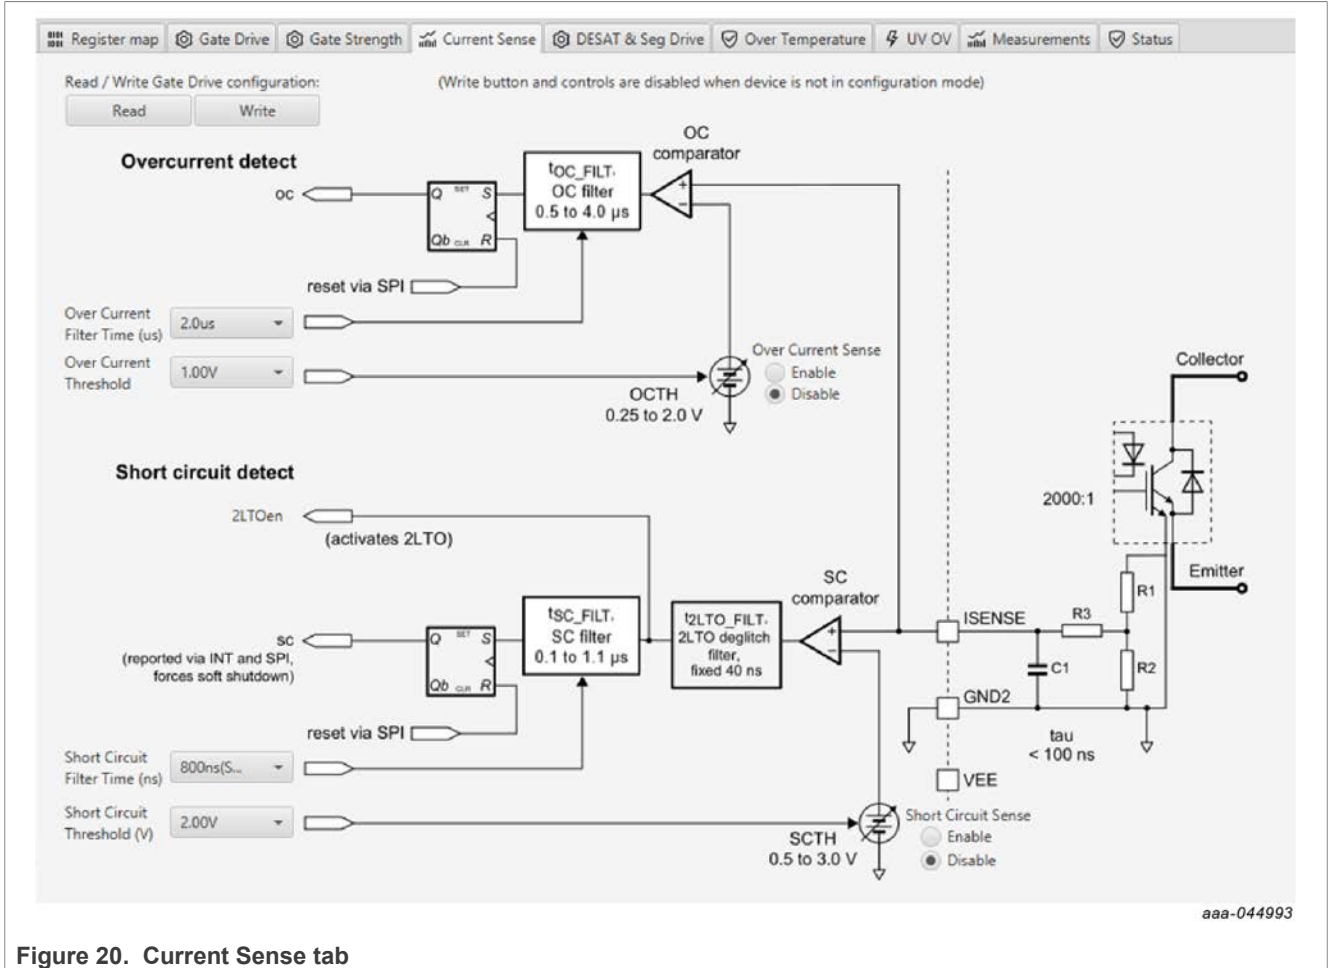 Register map Gate Drive Gate Strength Current Sense DESAT & Seg Drive Over Temperature UV OV Measurements Status
Read / Write Gate Drive configuration:
(Write button and controls are disabled when device is not in configuration mode)
Read Write
OC
comparator
Overcurrent detect
tOC_FILT,
OC filter
0.5 to 4.0 µs
+
−
OC
Q SET S
Qb CLR R
reset via SPI
Over Current
Filter Time (us)
2.0us
Over Current
Threshold
1.00V
Over Current Sense
Enable
Disable
OCTH
0.25 to 2.0 V
Collector
Short circuit detect
2000:1
2LTOen
(activates 2LTO)
Emitter
SC
comparator
R1
tSC_FILT,
SC filter
0.1 to 1.1 µs
t2LTO_FILT,
2LTO deglitch
filter,
fixed 40 ns
+
−
ISENSE
R3
SC
(reported via INT and SPI,
forces soft shutdown)
Q SET S
Qb CLR R
C1
R2
GND2
reset via SPI
tau
< 100 ns
Short Circuit
Filter Time (ns)
800ns(S...
VEE
Short Circuit
Threshold (V)
2.00V
SCTH
0.5 to 3.0 V
Short Circuit Sense
Enable
Disable
aaa-044993
Figure 20. Current Sense tab